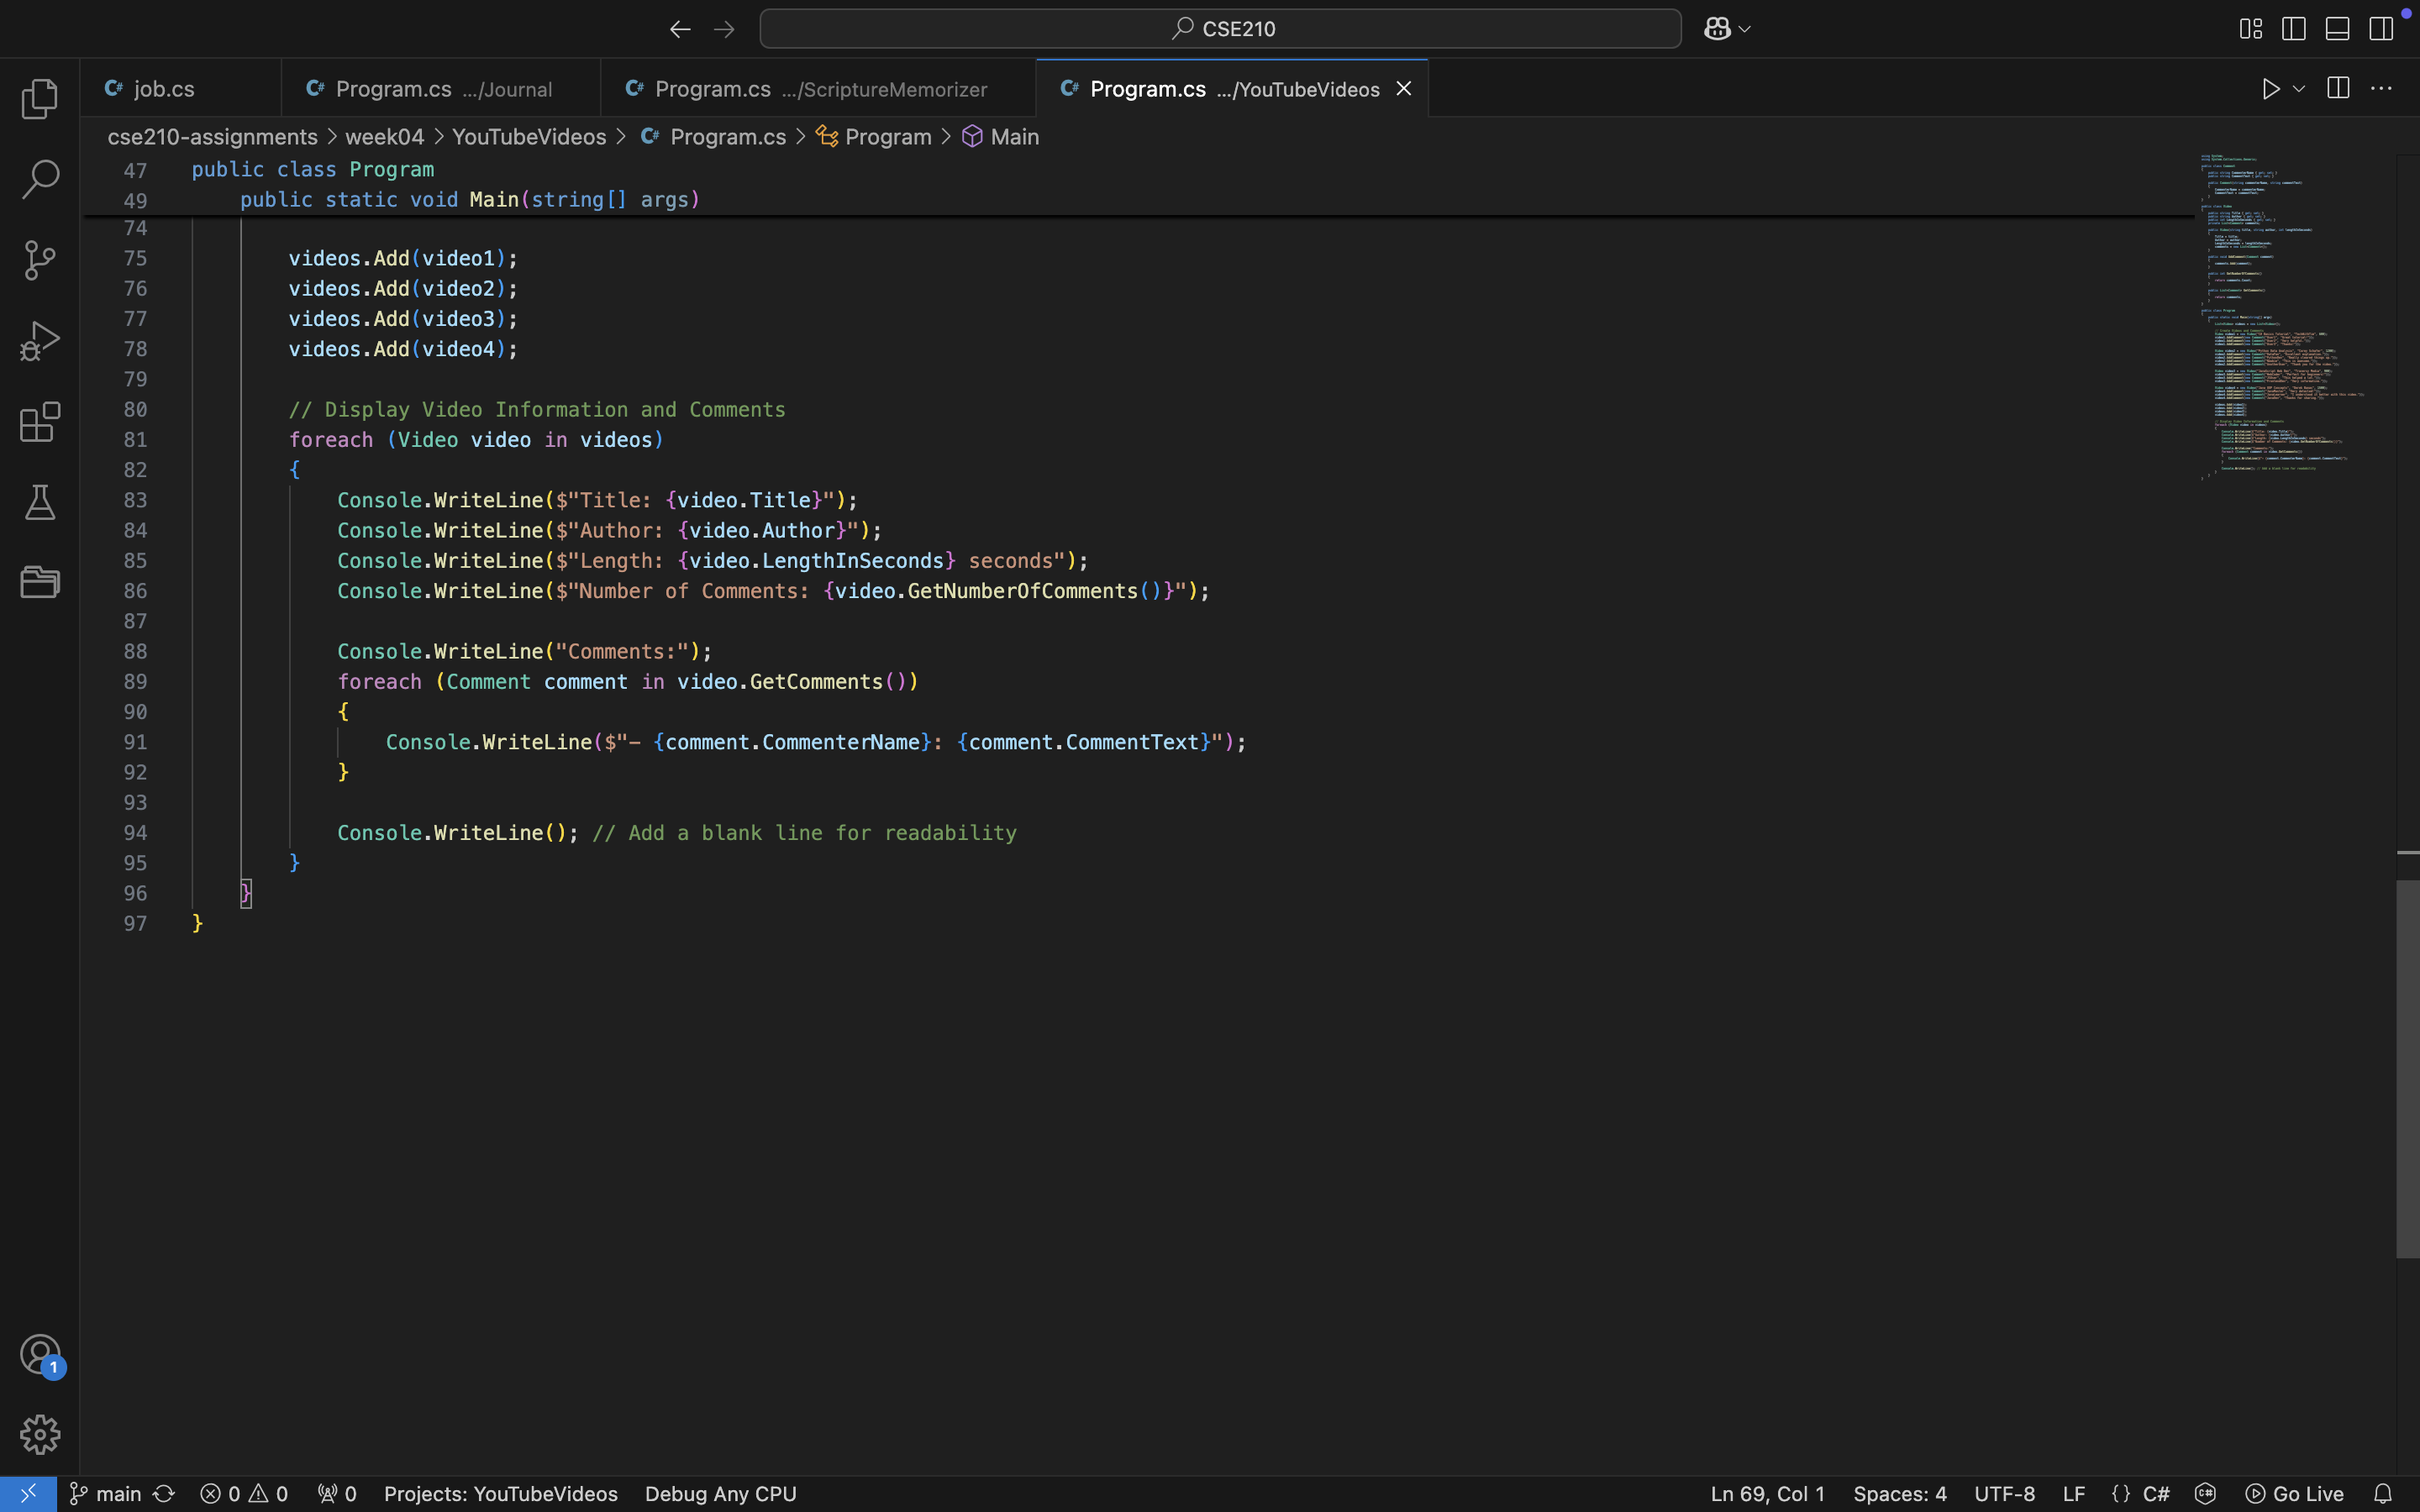 CSE210
job.cs
Program.cs .../Journal
Program.cs .../ScriptureMemorizer
Program.cs .../YouTubeVideos
cse210-assignments > week04 > YouTubeVideos > Program.cs > Program > Main
47 public class Program
49 public static void Main(string[] args)
74
75 videos.Add(video1);
76 videos.Add(video2);
77 videos.Add(video3);
78 videos.Add(video4);
79
80 // Display Video Information and Comments
81 foreach (Video video in videos)
82 {
83 Console.WriteLine($"Title: {video.Title}");
84 Console.WriteLine($"Author: {video.Author}");
85 Console.WriteLine($"Length: {video.LengthInSeconds} seconds");
86 Console.WriteLine($"Number of Comments: {video.GetNumberOfComments()}");
87
88 Console.WriteLine("Comments:");
89 foreach (Comment comment in video.GetComments())
90 {
91 Console.WriteLine($"- {comment.CommenterName}: {comment.CommentText}");
92 }
93
94 Console.WriteLine(); // Add a blank line for readability
95 }
96 }
97 }
1
main 0 0 0 Projects: YouTubeVideos Debug Any CPU Ln 69, Col 1 Spaces: 4 UTF-8 LF {} C# Go Live